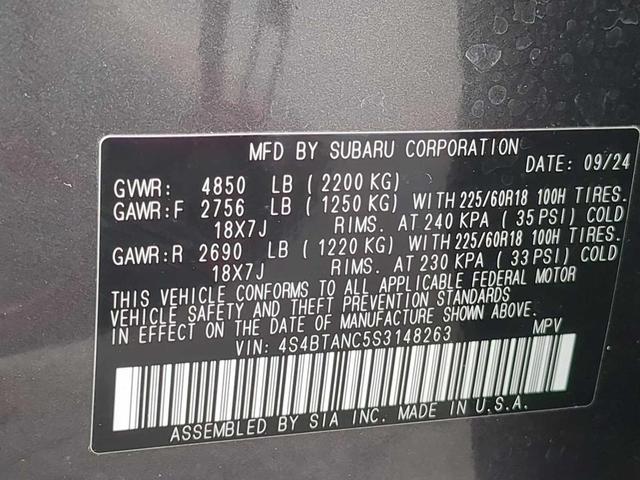 MFD BY SUBARU CORPORATION
DATE: 09/24
GVWR: 4850 LB (2200 KG)
GAWR:F 2756 LB (1250 KG) WITH 225/60R18 100H TIRES.
18X7J RIMS. AT 240 KPA (35 PSI) COLD
GAWR:R 2690 LB (1220 KG) WITH 225/60R18 100H TIRES.
18X7J RIMS. AT 230 KPA (33 PSI) COLD
THIS VEHICLE CONFORMS TO ALL APPLICABLE FEDERAL MOTOR
VEHICLE SAFETY AND THEFT PREVENTION STANDARDS
IN EFFECT ON THE DATE OF MANUFACTURE SHOWN ABOVE.
VIN: 4S4BTANC5S3148263 MPV
ASSEMBLED BY SIA INC. MADE IN U.S.A.